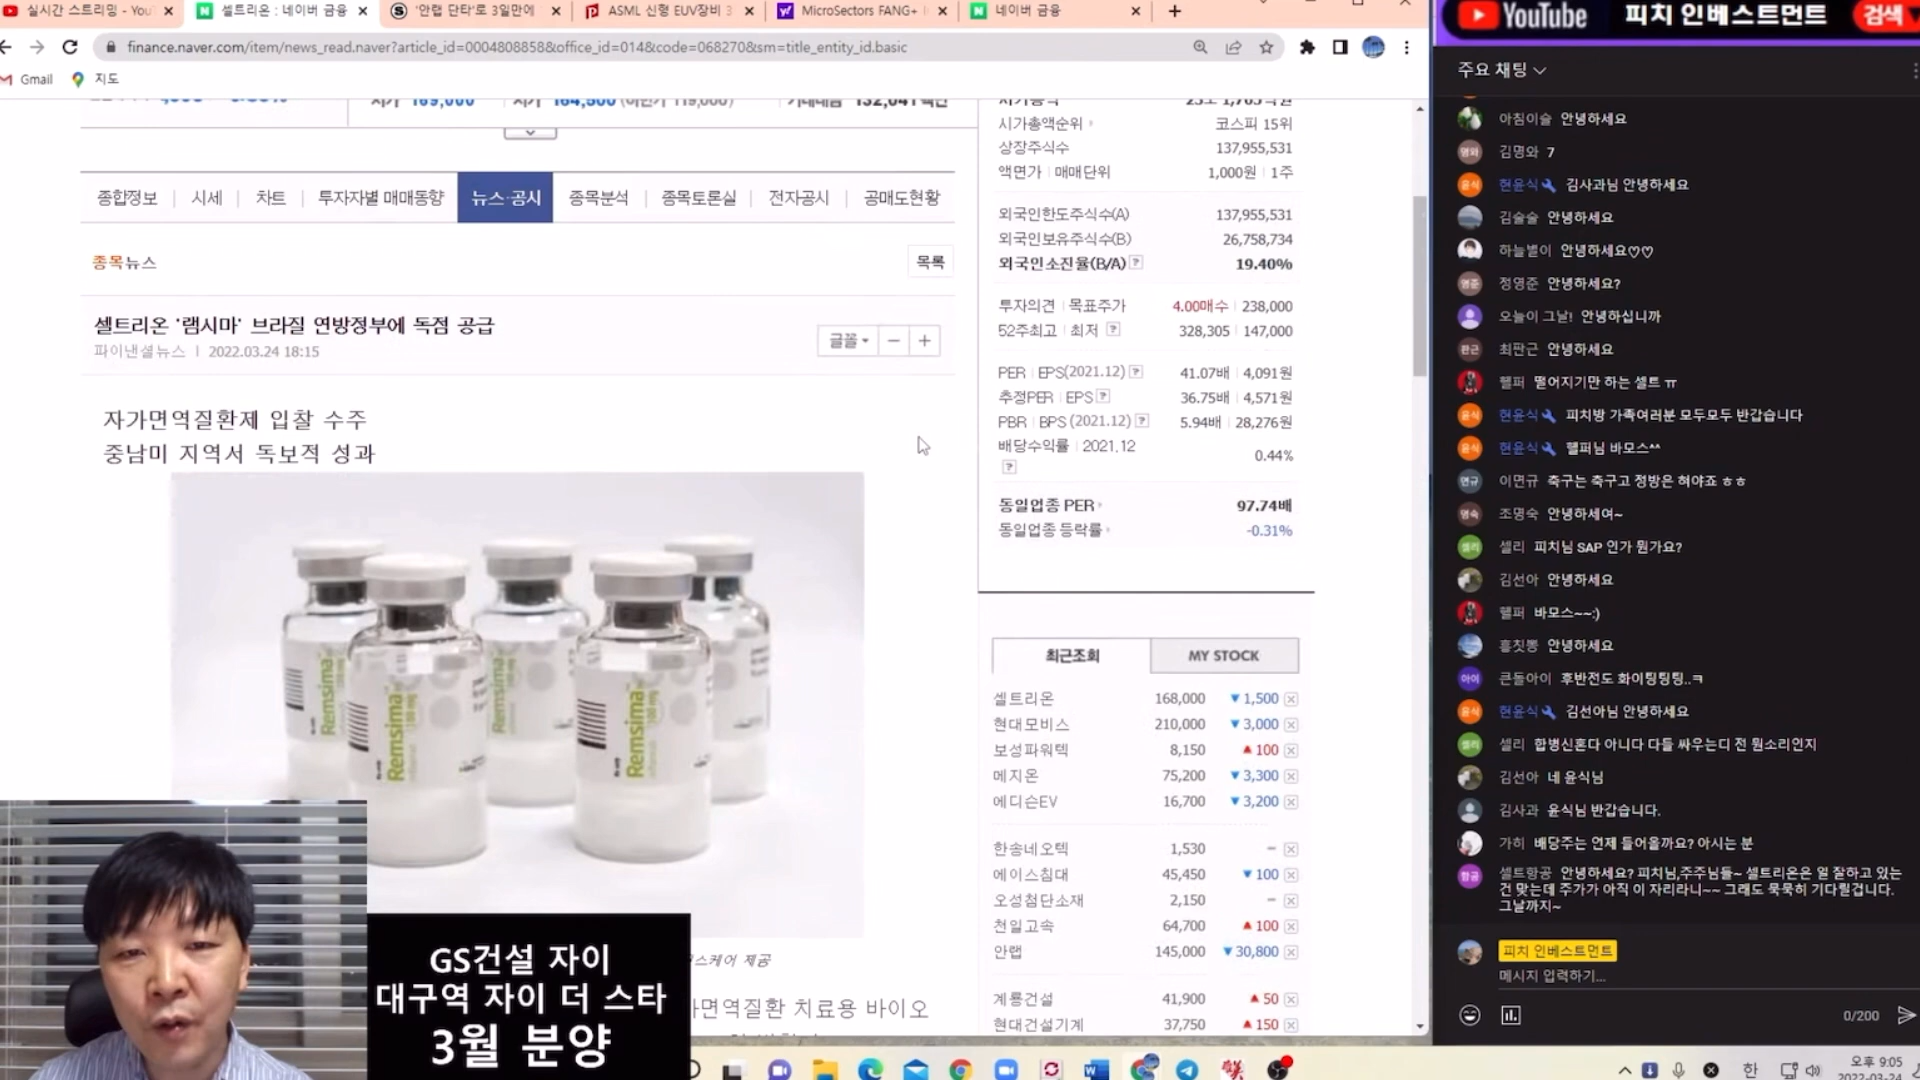 실시간 스트리밍 - You
셀트리온 : 네이버 금융
'안랩 단타'로 3일만에
ASML 신형 EUV장비 3
MicroSectors FANG+
네이버 금융
finance.naver.com/item/news_read.naver?article_id=0004808858&office_id=014&code=068270&sm=title_entity_id.basic
Gmail
지도
169,000
164,500
종합정보 시세 차트 투자자별 매매동향 뉴스·공시 종목분석 종목토론실 전자공시 공매도현황
종목뉴스
목록
셀트리온 '램시마' 브라질 연방정부에 독점 공급
파이낸셜뉴스 | 2022.03.24 18:15
글꼴 − +
자가면역질환제 입찰 수주
중남미 지역서 독보적 성과
Remsima
Remsima
Remsima
Remsima
스케어 제공
면역질환 치료용 바이오
시가총액순위 코스피 15위
상장주식수 137,955,531
액면가 | 매매단위 1,000원 | 1주
외국인한도주식수(A) 137,955,531
외국인보유주식수(B) 26,758,734
외국인소진율(B/A) ? 19.40%
투자의견 | 목표주가 4.00매수 | 238,000
52주최고 | 최저 ? 328,305 | 147,000
PER | EPS(2021.12) ? 41.07배 | 4,091원
추정PER | EPS ? 36.75배 | 4,571원
PBR | BPS (2021.12) ? 5.94배 | 28,276원
배당수익률 | 2021.12
? 0.44%
동일업종 PER 97.74배
동일업종 등락률 -0.31%
최근조회 MY STOCK
셀트리온 168,000 ▼1,500
현대모비스 210,000 ▼3,000
보성파워텍 8,150 ▲100
메지온 75,200 ▼3,300
에디슨EV 16,700 ▼3,200
한송네오텍 1,530 −
에이스침대 45,450 ▼100
오성첨단소재 2,150 −
천일고속 64,700 ▲100
안랩 145,000 ▼30,800
계룡건설 41,900 ▲50
현대건설기계 37,750 ▲150
GS건설 자이
대구역 자이 더 스타
3월 분양
YouTube 피치 인베스트먼트 검색
주요 채팅
아침이슬 안녕하세요
김명와 7
현윤식 김사과님 안녕하세요
김술술 안녕하세요
하늘별이 안녕하세요♡♡
정영준 안녕하세요?
오늘이 그날! 안녕하십니까
최판근 안녕하세요
헬퍼 떨어지기만 하는 셀트 ㅠ
현윤식 피치방 가족여러분 모두모두 반갑습니다
현윤식 헬퍼님 바모스^^
이면규 축구는 축구고 정방은 혀야죠 ㅎㅎ
조명숙 안녕하세여~
셀리 피치님 SAP 인가 뭔가요?
김선아 안녕하세요
헬퍼 바모스~~:)
홍칫뽕 안녕하세요
큰돌아이 후반전도 화이팅팅팅..ㅋ
현윤식 김선아님 안녕하세요
셀리 합병신혼다 아니다 다들 싸우는디 전 뭔소리인지
김선아 네 윤식님
김사과 윤식님 반갑습니다.
가히 배당주는 언제 들어올까요? 아시는 분
셀트항공 안녕하세요? 피치님,주주님들~ 셀트리온은 일 잘하고 있는
건 맞는데 주가가 아직 이 자리라니~~ 그래도 묵묵히 기다릴겁니다.
그날까지~
피치 인베스트먼트
메시지 입력하기...
0/200
한
오후 9:05
2022-03-24